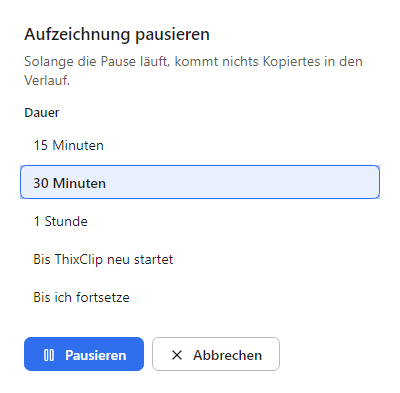 Aufzeichnung pausieren
Solange die Pause läuft, kommt nichts Kopiertes in den
Verlauf.
Dauer
15 Minuten
30 Minuten
1 Stunde
Bis ThixClip neu startet
Bis ich fortsetze
Pausieren
Abbrechen